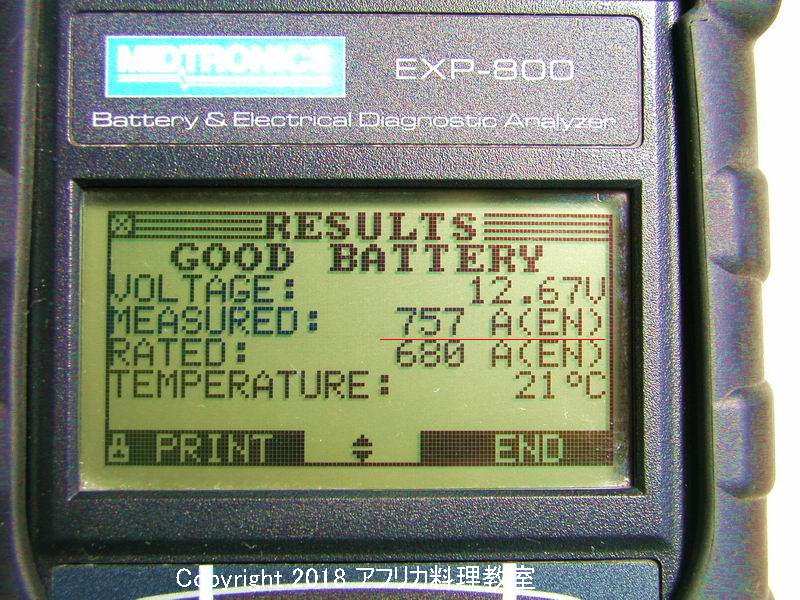 MIDTRONICS
EXP-800
Battery & Electrical Diagnostic Analyzer
RESULTS
GOOD BATTERY
VOLTAGE: 12.67V
MEASURED: 757 A(EN)
RATED: 680 A(EN)
TEMPERATURE: 21°C
PRINT END
Copyright 2018 アフリカ料理教室